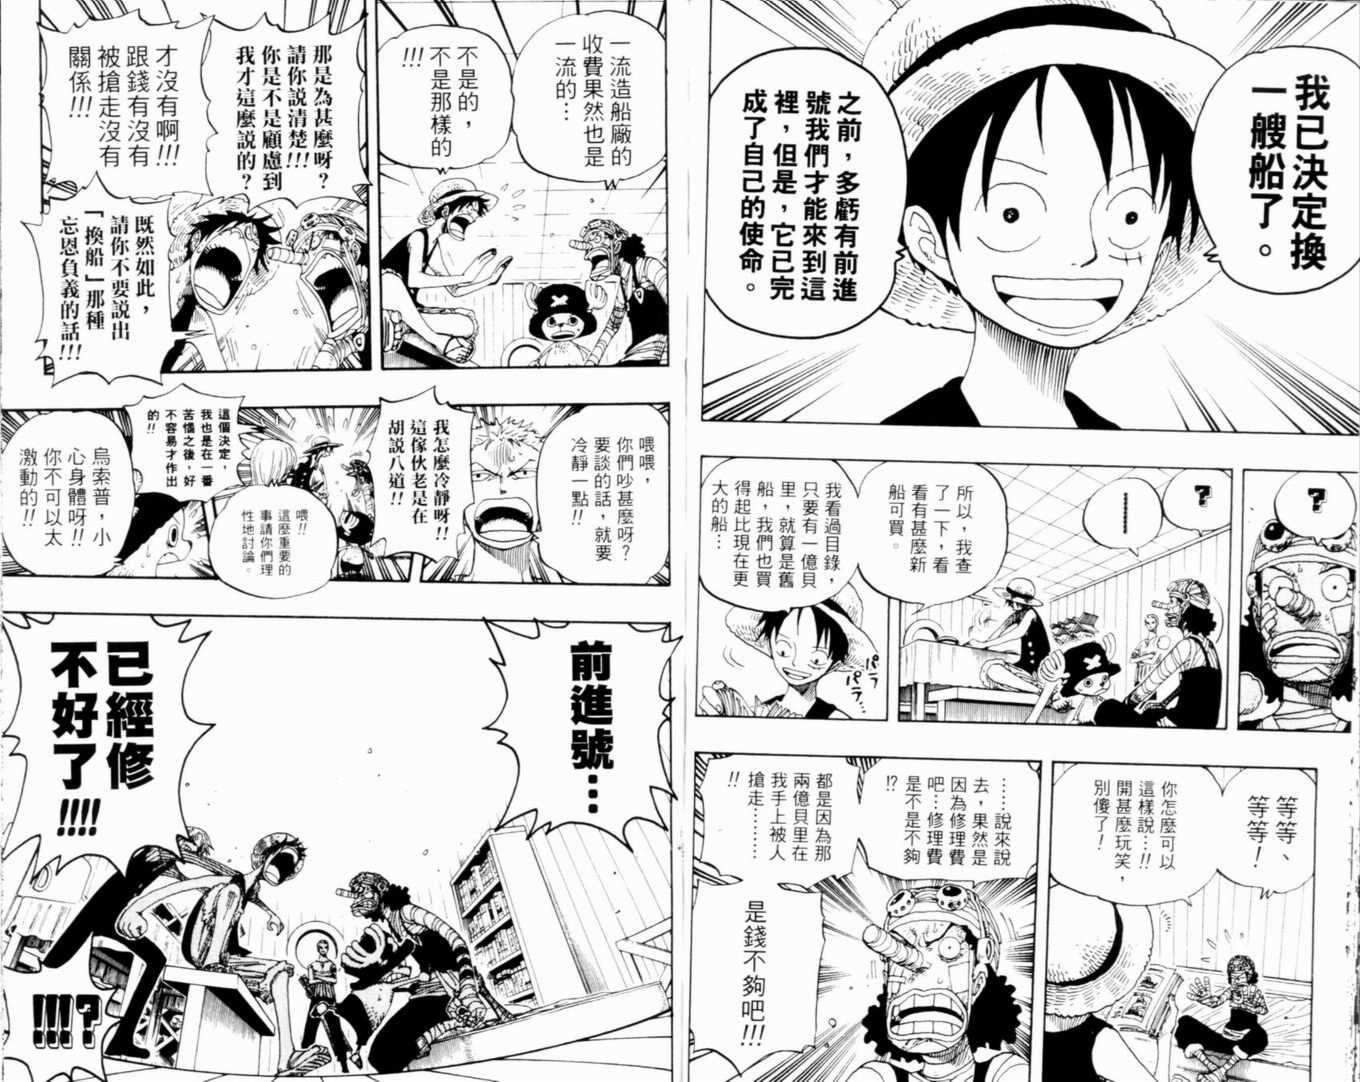 我已決定換
一艘船了。
之前，多虧有前進
號我們才能來到這
裡，但是，它已完
成了自己的使命。
?
?
………
所以，我查
了一下，看
看有甚麼新
船可買。
我看過目錄，
只要有一億貝
里，就算是舊
船，我們也買
得起比現在更
大的船…
パラ
パラ…
等等、
等等！
你怎麼可以
這樣說…!!
開甚麼玩笑，
別傻了！
……說來說
去，果然是
因為修理費
吧…修理費
是不是不夠
!?
都是因為那
兩億貝里在
我手上被人
搶走………
!!
是錢不夠吧!!!
一流造船廠的
收費果然也是
一流的…
不是的，
不是那樣的
!!!
那是為甚麼呀？
請你說清楚!!!
你是不是顧慮到
我才這麼說的？
才沒有啊!!!
跟錢有沒有
被搶走沒有
關係!!!
既然如此，
請你不要說出
「換船」那種
忘恩負義的話!!!
喂喂，
你們吵甚麼呀？
要談的話，就要
冷靜一點!!
我怎麼冷靜呀!!
這傢伙老是在
胡說八道!!
喂!!
這麼重要的
事請你們理
性地討論。
這個決定，
我也是在一番
苦惱之後，好
不容易才作出
的!!
烏索普，小
心身體呀!!
你不可以太
激動的!!
前進號…
已經修
不好了!!!!
!!!?